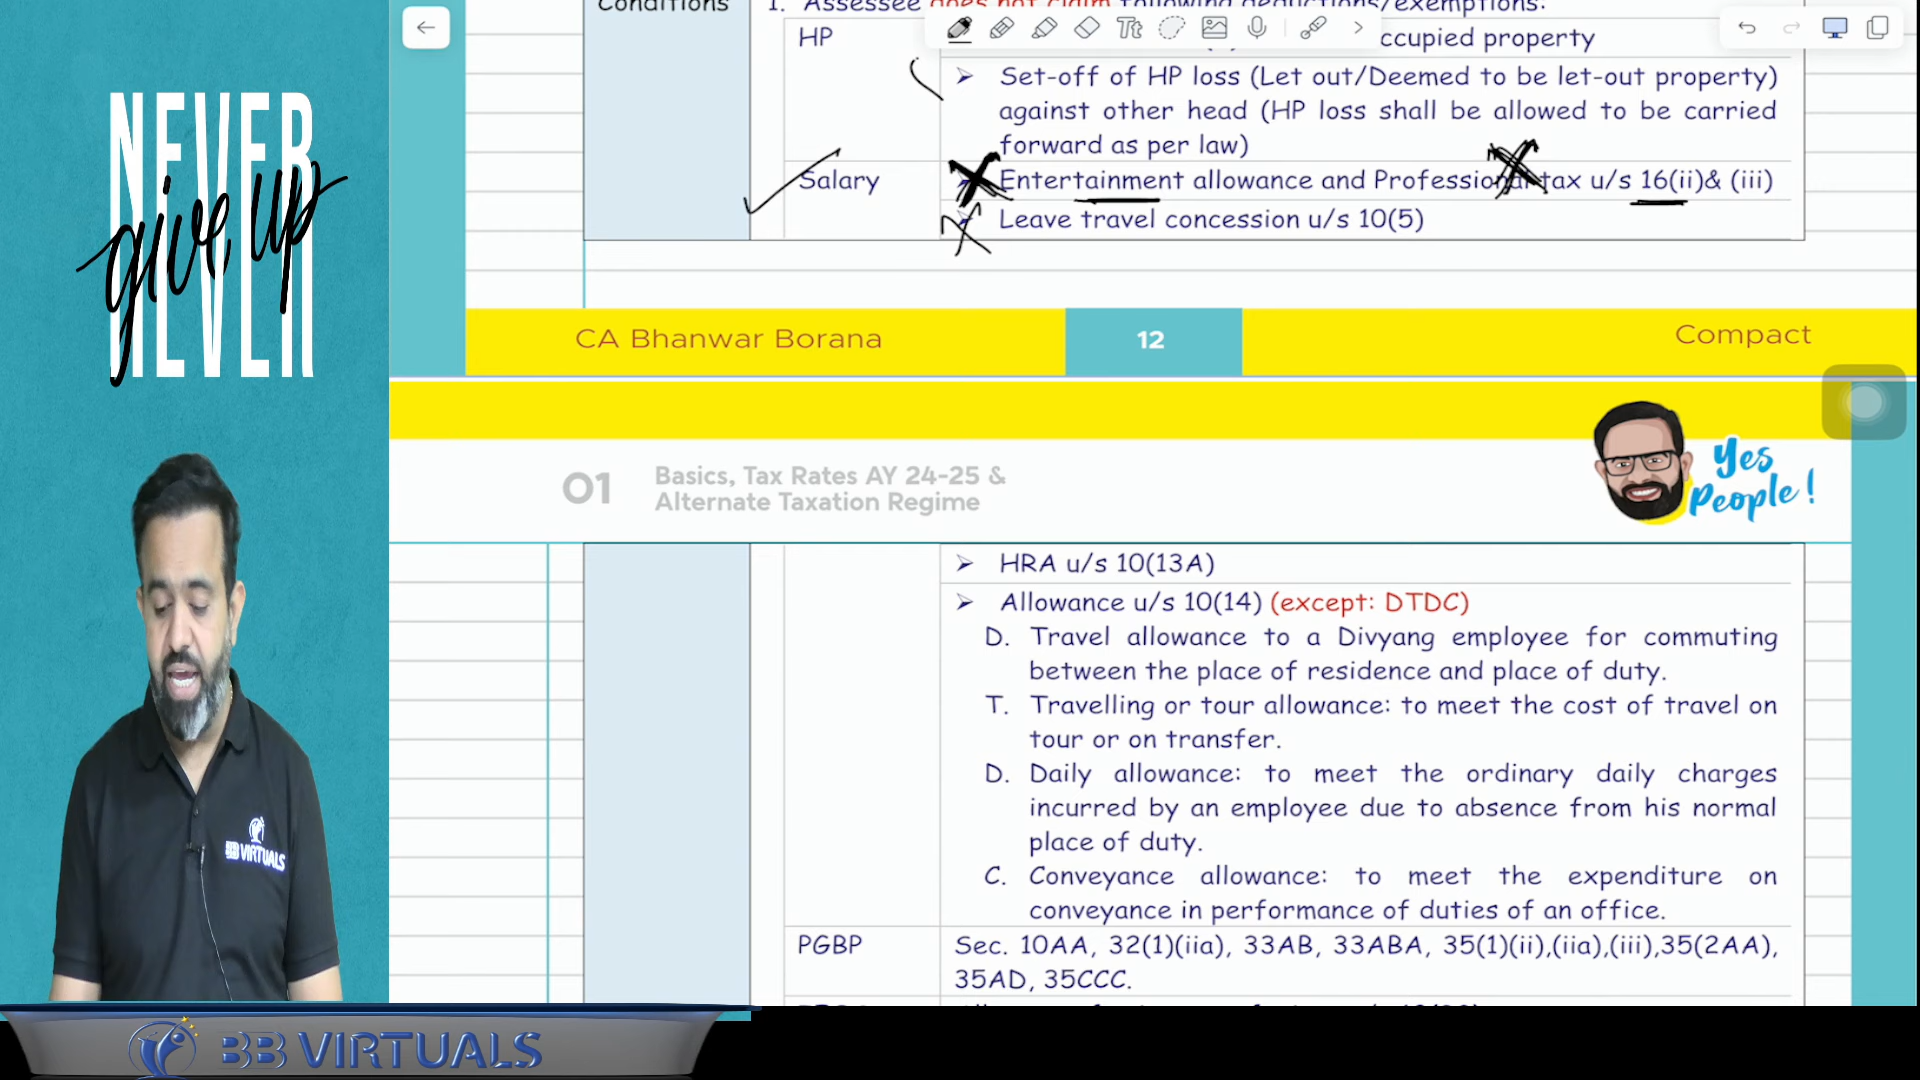 NEVER
give up
NEVER
Conditions
1. Assessee does not claim following deductions/exemptions:
HP
ccupied property
Tt
Set-off of HP loss (Let out/Deemed to be let-out property)
against other head (HP loss shall be allowed to be carried
forward as per law)
Salary
Entertainment allowance and Professional tax u/s 16(ii)& (iii)
Leave travel concession u/s 10(5)
CA Bhanwar Borana
12
Compact
01
Basics, Tax Rates AY 24-25 &
Alternate Taxation Regime
Yes
People !
HRA u/s 10(13A)
Allowance u/s 10(14) (except: DTDC)
D. Travel allowance to a Divyang employee for commuting
between the place of residence and place of duty.
T. Travelling or tour allowance: to meet the cost of travel on
tour or on transfer.
D. Daily allowance: to meet the ordinary daily charges
incurred by an employee due to absence from his normal
place of duty.
C. Conveyance allowance: to meet the expenditure on
conveyance in performance of duties of an office.
PGBP
Sec. 10AA, 32(1)(iia), 33AB, 33ABA, 35(1)(ii),(iia),(iii),35(2AA),
35AD, 35CCC.
BB VIRTUALS
BB VIRTUALS